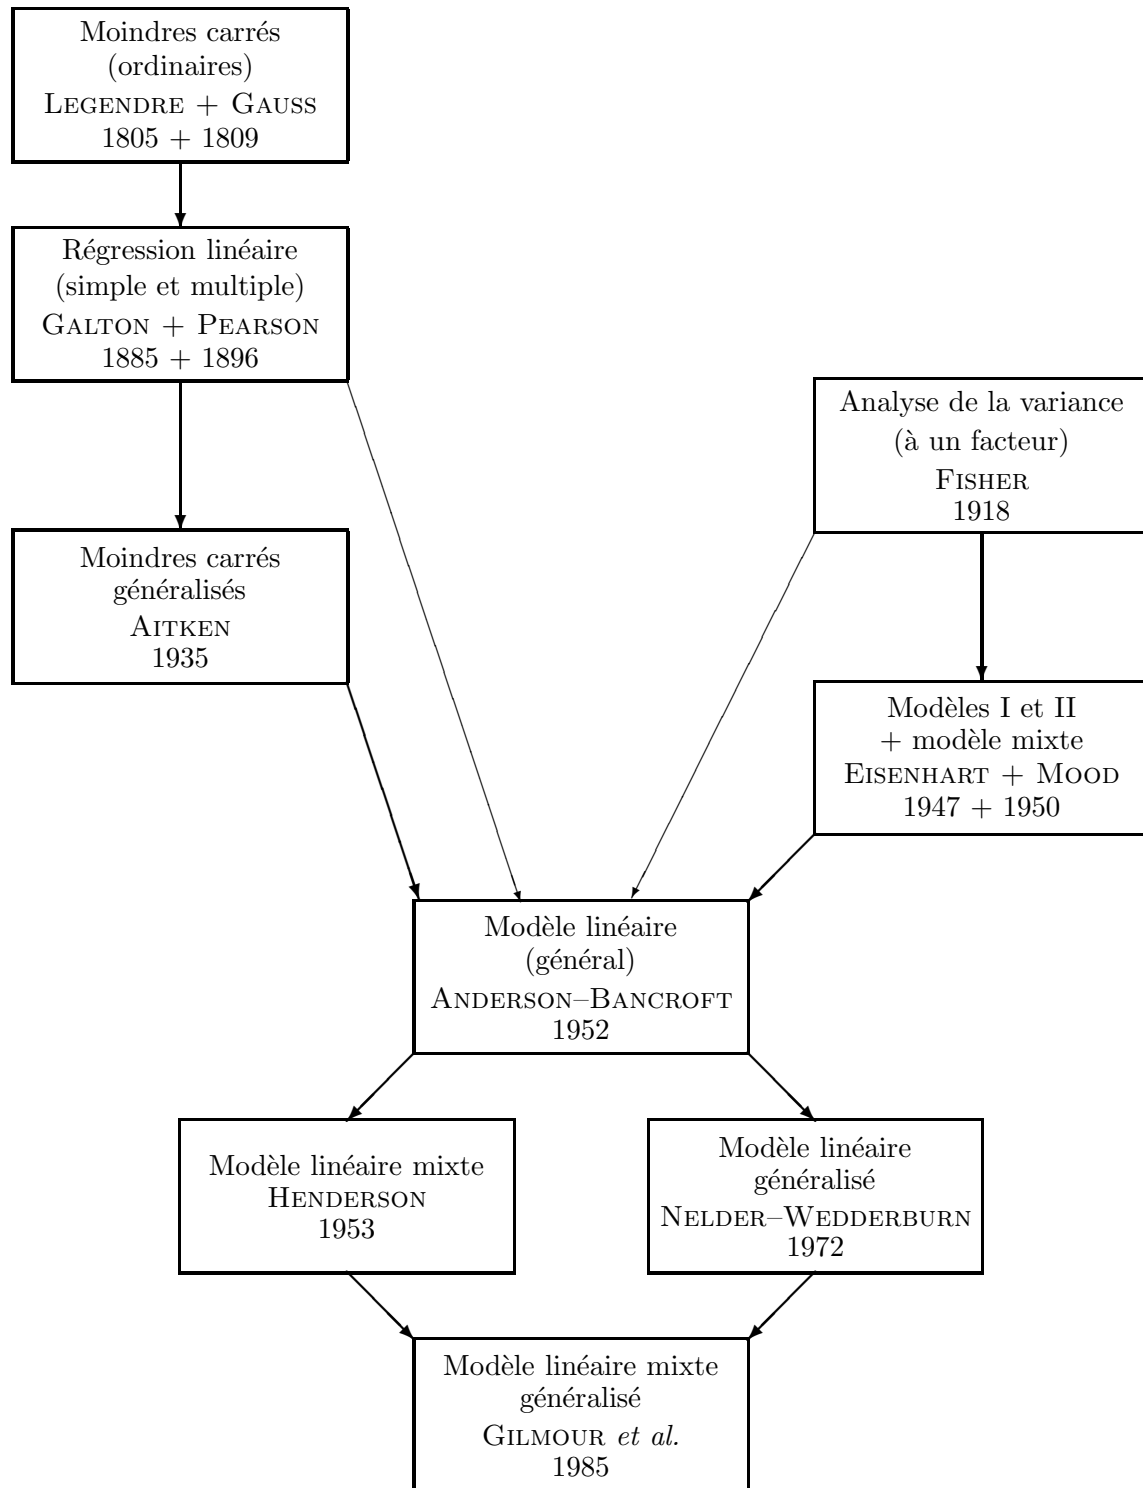 Moindres carrés
(ordinaires)
LEGENDRE + GAUSS
1805 + 1809
Régression linéaire
(simple et multiple)
GALTON + PEARSON
1885 + 1896
Analyse de la variance
(à un facteur)
FISHER
1918
Moindres carrés
généralisés
AITKEN
1935
Modèles I et II
+ modèle mixte
EISENHART + MOOD
1947 + 1950
Modèle linéaire
(général)
ANDERSON–BANCROFT
1952
Modèle linéaire mixte
HENDERSON
1953
Modèle linéaire
généralisé
NELDER–WEDDERBURN
1972
Modèle linéaire mixte
généralisé
GILMOUR et al.
1985